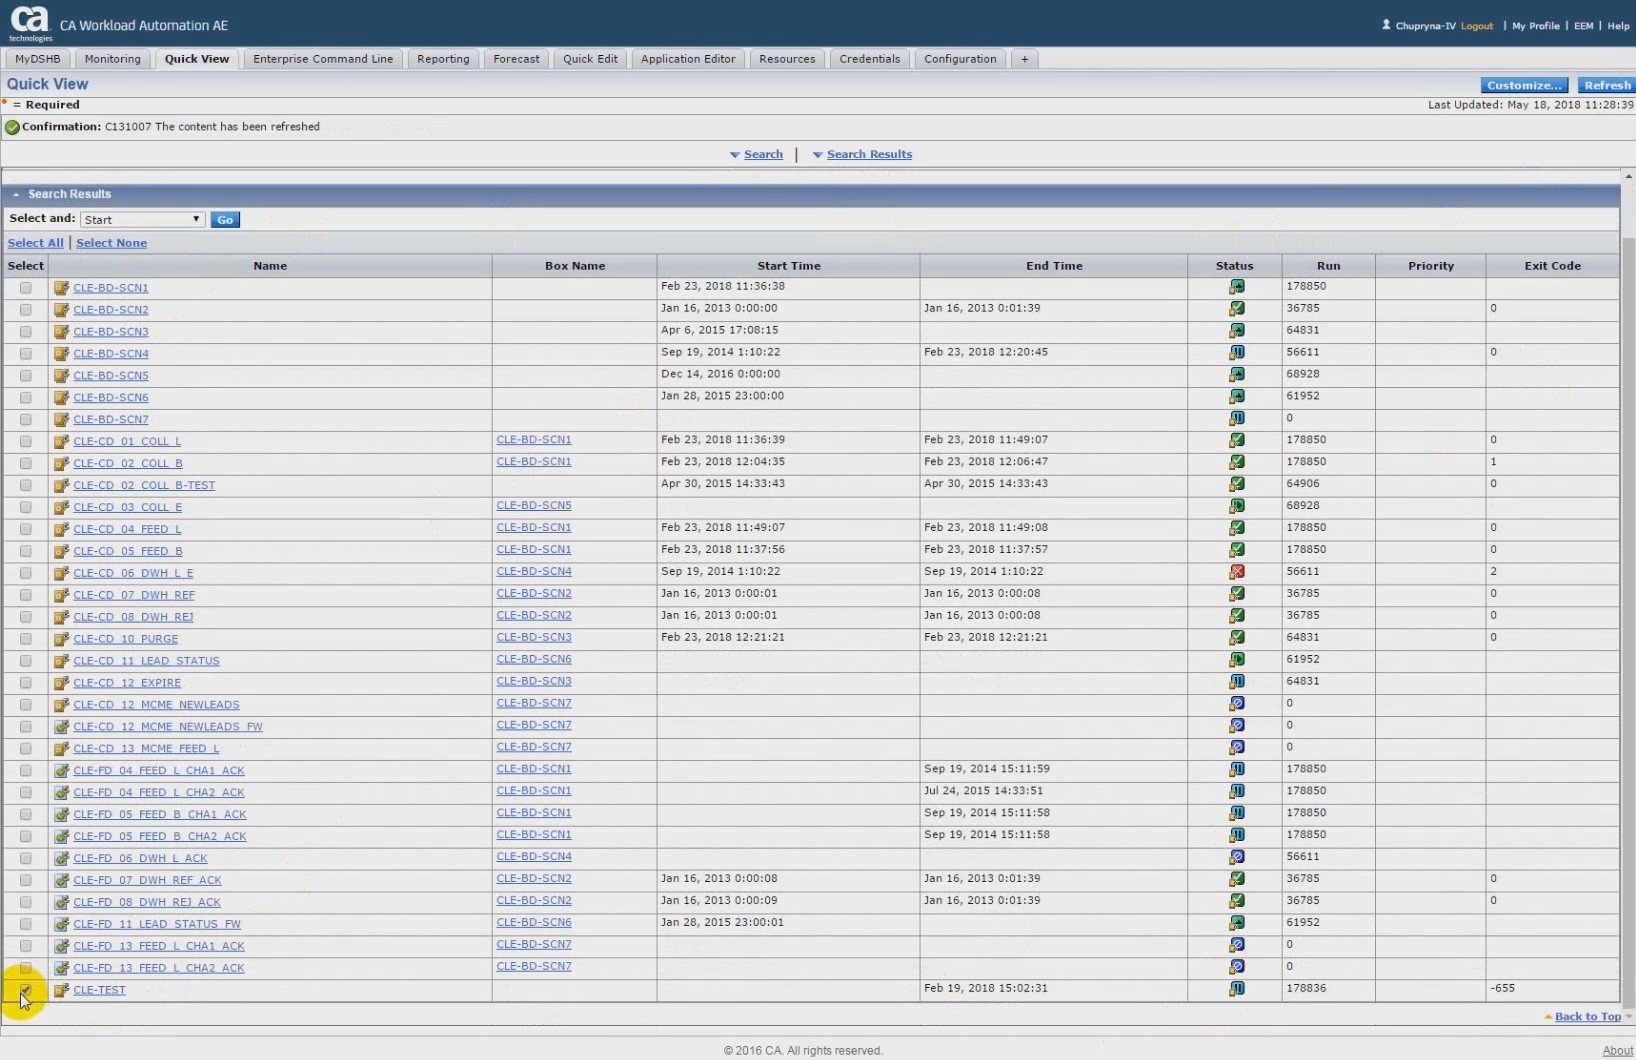 ca technologies CA Workload Automation AE Chupryna-IV Logout | My Profile | EEM | Help
MyDSHB Monitoring Quick View Enterprise Command Line Reporting Forecast Quick Edit Application Editor Resources Credentials Configuration +
Quick View Customize... Refresh
= Required Last Updated: May 18, 2018 11:28:39
Confirmation: C131007 The content has been refreshed
Search | Search Results
Search Results
Select and: Start Go
Select All | Select None
Select Name Box Name Start Time End Time Status Run Priority Exit Code
CLE-BD-SCN1 Feb 23, 2018 11:36:38 178850
CLE-BD-SCN2 Jan 16, 2013 0:00:00 Jan 16, 2013 0:01:39 36785 0
CLE-BD-SCN3 Apr 6, 2015 17:08:15 64831
CLE-BD-SCN4 Sep 19, 2014 1:10:22 Feb 23, 2018 12:20:45 56611 0
CLE-BD-SCN5 Dec 14, 2016 0:00:00 68928
CLE-BD-SCN6 Jan 28, 2015 23:00:00 61952
CLE-BD-SCN7 0
CLE-CD_01_COLL_L CLE-BD-SCN1 Feb 23, 2018 11:36:39 Feb 23, 2018 11:49:07 178850 0
CLE-CD_02_COLL_B CLE-BD-SCN1 Feb 23, 2018 12:04:35 Feb 23, 2018 12:06:47 178850 1
CLE-CD_02_COLL_B-TEST Apr 30, 2015 14:33:43 Apr 30, 2015 14:33:43 64906 0
CLE-CD_03_COLL_E CLE-BD-SCN5 68928
CLE-CD_04_FEED_L CLE-BD-SCN1 Feb 23, 2018 11:49:07 Feb 23, 2018 11:49:08 178850 0
CLE-CD_05_FEED_B CLE-BD-SCN1 Feb 23, 2018 11:37:56 Feb 23, 2018 11:37:57 178850 0
CLE-CD_06_DWH_L_E CLE-BD-SCN4 Sep 19, 2014 1:10:22 Sep 19, 2014 1:10:22 56611 2
CLE-CD_07_DWH_REF CLE-BD-SCN2 Jan 16, 2013 0:00:01 Jan 16, 2013 0:00:08 36785 0
CLE-CD_08_DWH_REJ CLE-BD-SCN2 Jan 16, 2013 0:00:01 Jan 16, 2013 0:00:08 36785 0
CLE-CD_10_PURGE CLE-BD-SCN3 Feb 23, 2018 12:21:21 Feb 23, 2018 12:21:21 64831 0
CLE-CD_11_LEAD_STATUS CLE-BD-SCN6 61952
CLE-CD_12_EXPIRE CLE-BD-SCN3 64831
CLE-CD_12_MCME_NEWLEADS CLE-BD-SCN7 0
CLE-CD_12_MCME_NEWLEADS_FW CLE-BD-SCN7 0
CLE-CD_13_MCME_FEED_L CLE-BD-SCN7 0
CLE-FD_04_FEED_L_CHA1_ACK CLE-BD-SCN1 Sep 19, 2014 15:11:59 178850
CLE-FD_04_FEED_L_CHA2_ACK CLE-BD-SCN1 Jul 24, 2015 14:33:51 178850
CLE-FD_05_FEED_B_CHA1_ACK CLE-BD-SCN1 Sep 19, 2014 15:11:58 178850
CLE-FD_05_FEED_B_CHA2_ACK CLE-BD-SCN1 Sep 19, 2014 15:11:58 178850
CLE-FD_06_DWH_L_ACK CLE-BD-SCN4 56611
CLE-FD_07_DWH_REF_ACK CLE-BD-SCN2 Jan 16, 2013 0:00:08 Jan 16, 2013 0:01:39 36785 0
CLE-FD_08_DWH_REJ_ACK CLE-BD-SCN2 Jan 16, 2013 0:00:09 Jan 16, 2013 0:01:39 36785 0
CLE-FD_11_LEAD_STATUS_FW CLE-BD-SCN6 Jan 28, 2015 23:00:01 61952
CLE-FD_13_FEED_L_CHA1_ACK CLE-BD-SCN7 0
CLE-FD_13_FEED_L_CHA2_ACK CLE-BD-SCN7 0
CLE-TEST Feb 19, 2018 15:02:31 178836 -655
Back to Top
© 2016 CA. All rights reserved. About